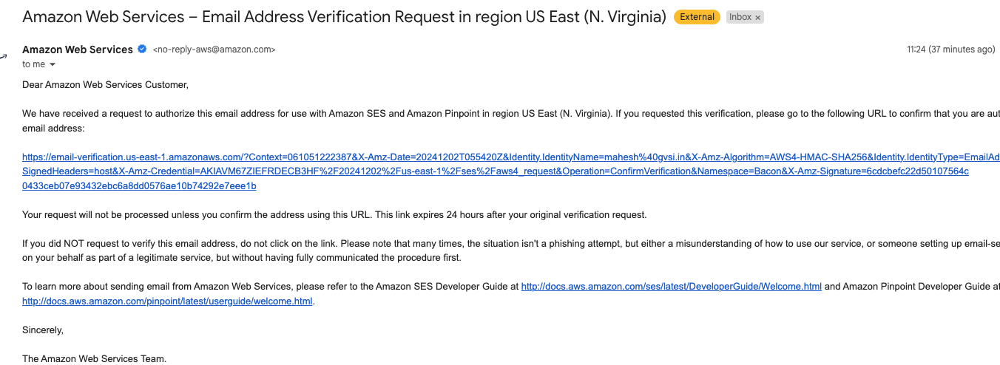 Amazon Web Services – Email Address Verification Request in region US East (N. Virginia) External Inbox ×
Amazon Web Services <no-reply-aws@amazon.com> 11:24 (37 minutes ago)
to me
Dear Amazon Web Services Customer,
We have received a request to authorize this email address for use with Amazon SES and Amazon Pinpoint in region US East (N. Virginia). If you requested this verification, please go to the following URL to confirm that you are aut
email address:
https://email-verification.us-east-1.amazonaws.com/?Context=061051222387&X-Amz-Date=20241202T055420Z&Identity.IdentityName=mahesh%40gvsi.in&X-Amz-Algorithm=AWS4-HMAC-SHA256&Identity.IdentityType=EmailAd
SignedHeaders=host&X-Amz-Credential=AKIAVM67ZIEFRDECB3HF%2F20241202%2Fus-east-1%2Fses%2Faws4_request&Operation=ConfirmVerification&Namespace=Bacon&X-Amz-Signature=6cdcbefc22d50107564c
0433ceb07e93432ebc6a8dd0576ae10b74292e7eee1b
Your request will not be processed unless you confirm the address using this URL. This link expires 24 hours after your original verification request.
If you did NOT request to verify this email address, do not click on the link. Please note that many times, the situation isn't a phishing attempt, but either a misunderstanding of how to use our service, or someone setting up email-se
on your behalf as part of a legitimate service, but without having fully communicated the procedure first.
To learn more about sending email from Amazon Web Services, please refer to the Amazon SES Developer Guide at http://docs.aws.amazon.com/ses/latest/DeveloperGuide/Welcome.html and Amazon Pinpoint Developer Guide at
http://docs.aws.amazon.com/pinpoint/latest/userguide/welcome.html.
Sincerely,
The Amazon Web Services Team.